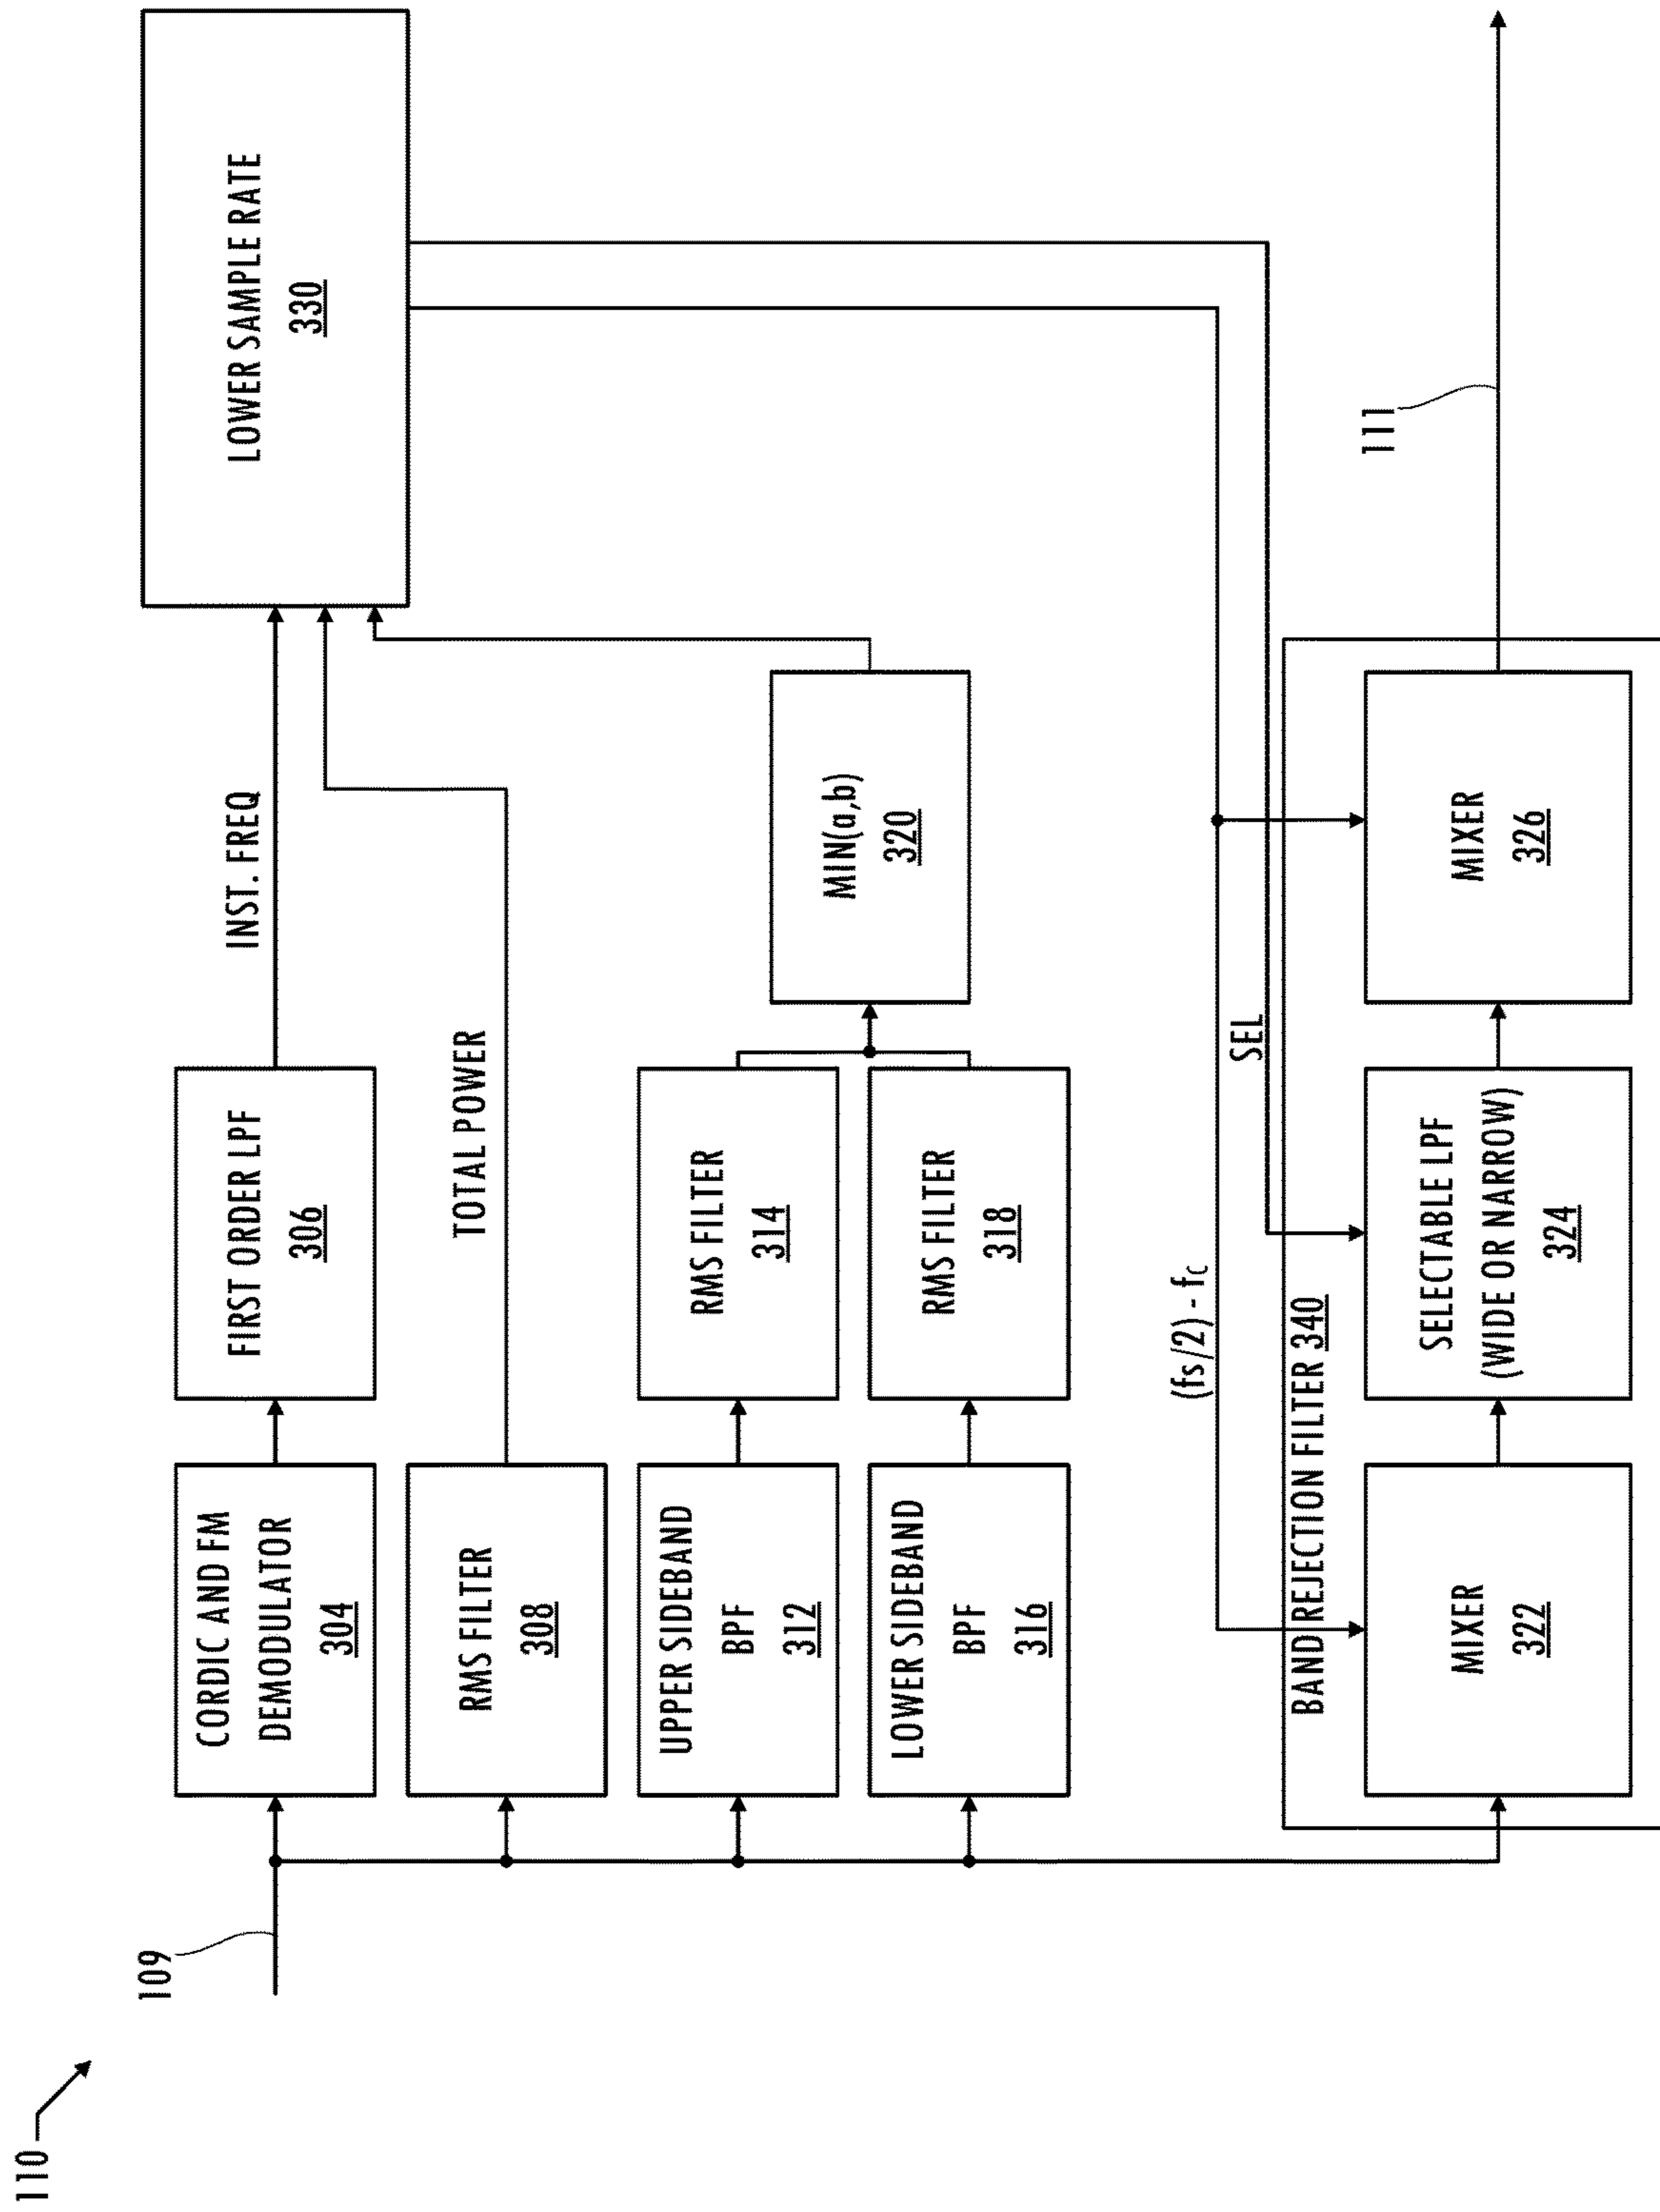 110
109
CORDIC AND FM
DEMODULATOR
304
FIRST ORDER LPF
306
INST. FREQ
LOWER SAMPLE RATE
330
RMS FILTER
308
TOTAL POWER
UPPER SIDEBAND
BPF
312
RMS FILTER
314
MIN(a,b)
320
LOWER SIDEBAND
BPF
316
RMS FILTER
318
(fs/2) - fC
SEL
BAND REJECTION FILTER 340
MIXER
322
SELECTABLE LPF
(WIDE OR NARROW)
324
MIXER
326
111